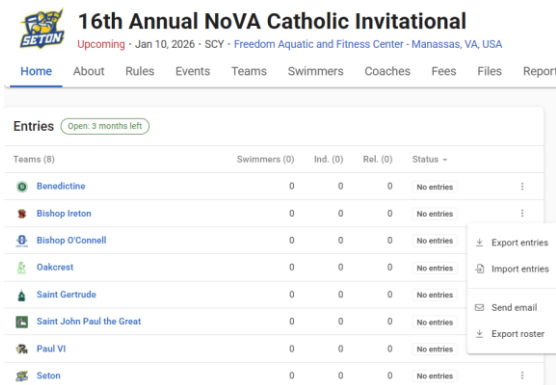 SETON
16th Annual NoVA Catholic Invitational
Upcoming · Jan 10, 2026 · SCY · Freedom Aquatic and Fitness Center - Manassas, VA, USA
Home About Rules Events Teams Swimmers Coaches Fees Files Report
Entries Open: 3 months left
Teams (8) Swimmers (0) Ind. (0) Rel. (0) Status
Benedictine 0 0 0 No entries
Bishop Ireton 0 0 0 No entries
Bishop O'Connell 0 0 0 No entries
Oakcrest 0 0 0 No entries
Saint Gertrude 0 0 0 No entries
Saint John Paul the Great 0 0 0 No entries
Paul VI 0 0 0 No entries
Seton 0 0 0 No entries
Export entries
Import entries
Send email
Export roster